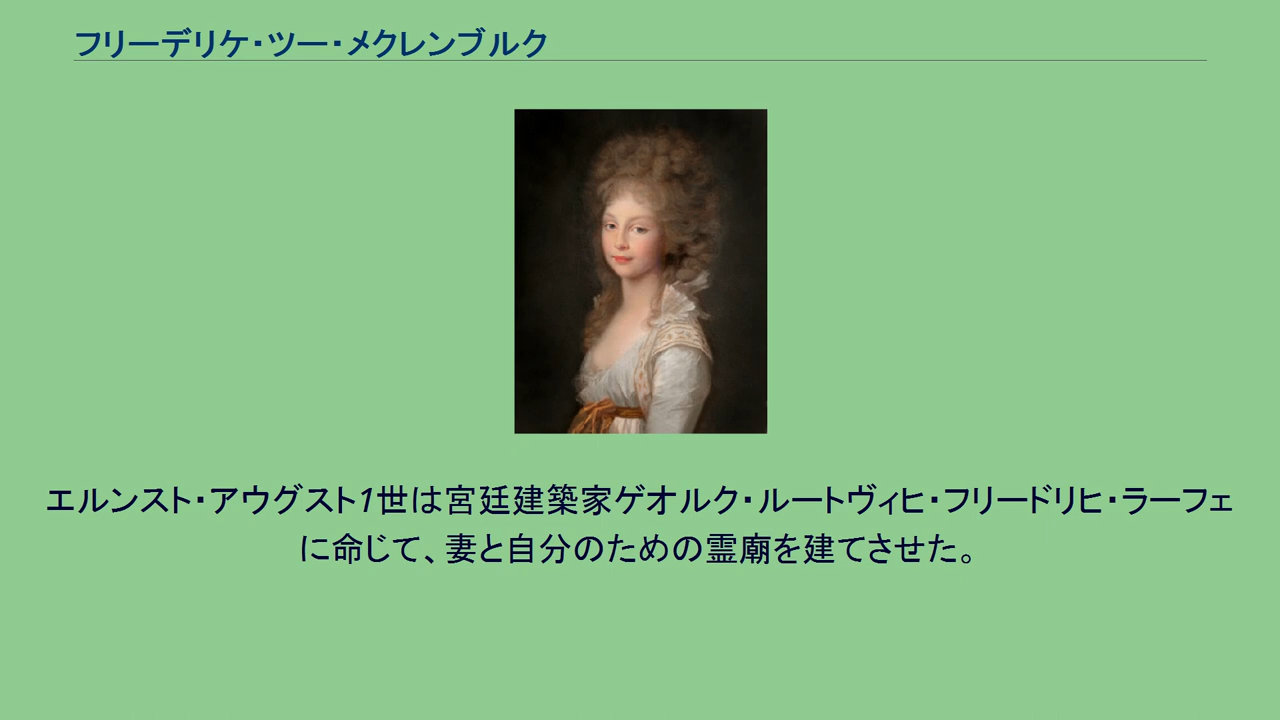 フリーデリケ・ツー・メクレンブルク
エルンスト・アウグスト1世は宮廷建築家ゲオルク・ルートヴィヒ・フリードリヒ・ラーフェ
に命じて、妻と自分のための霊廟を建てさせた。